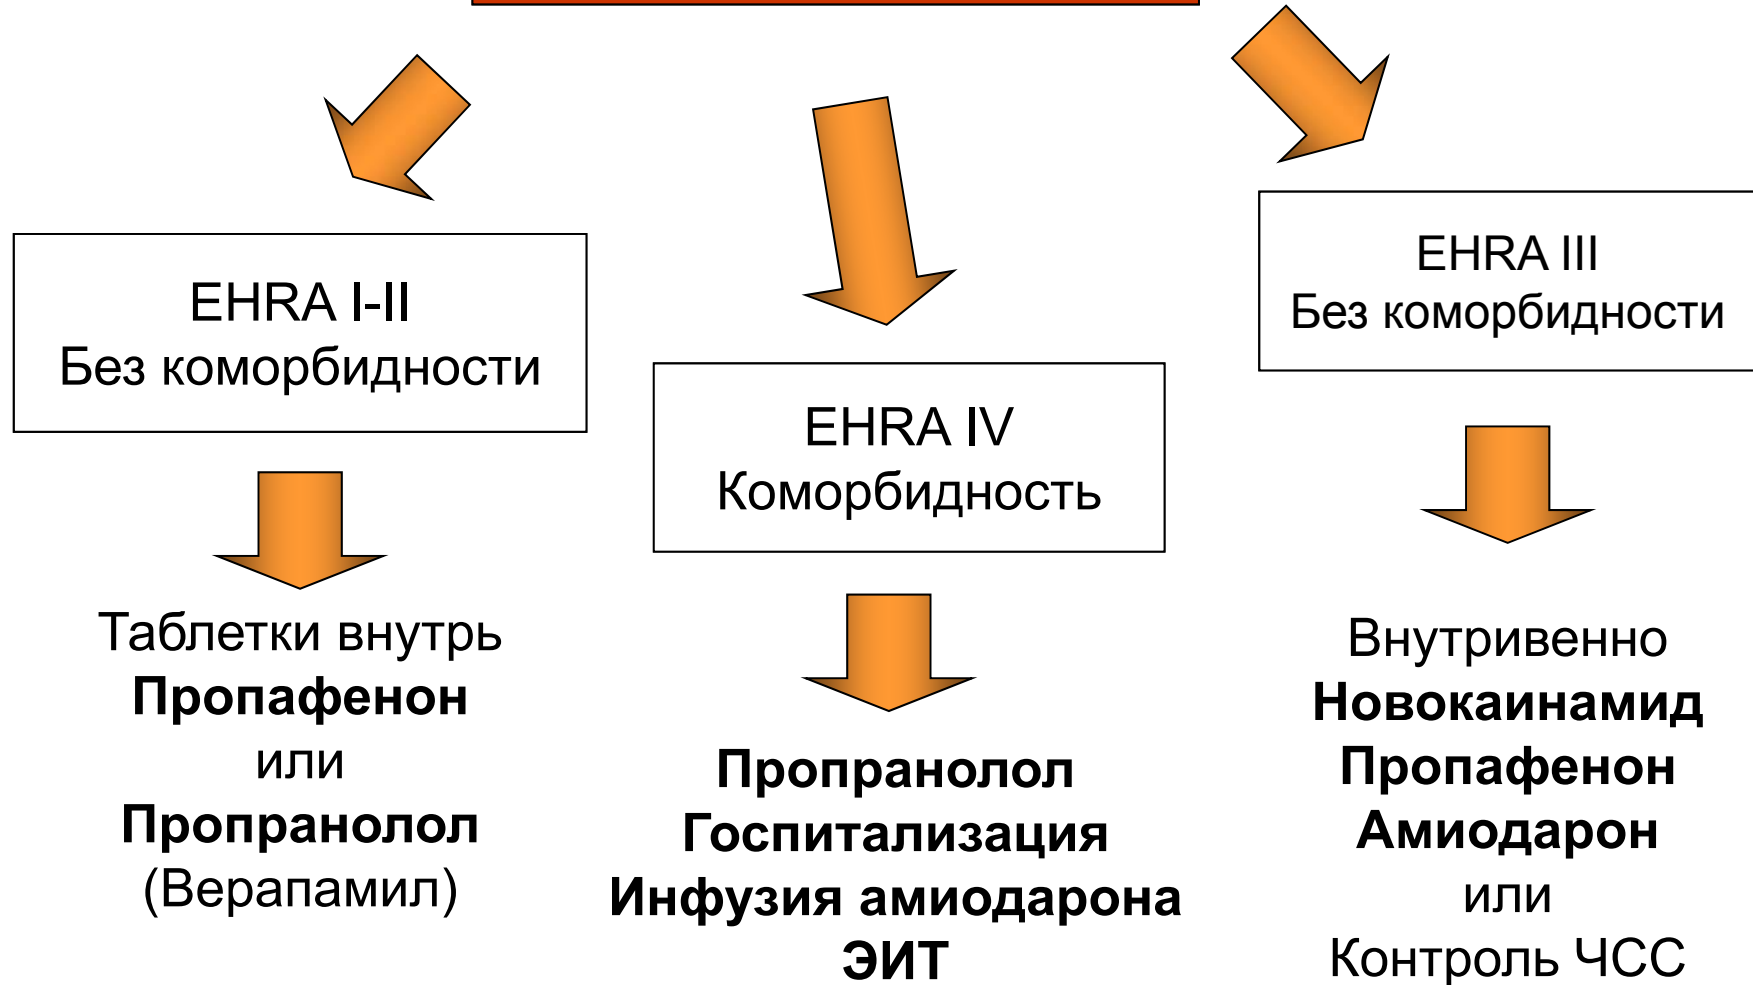 EHRA I-II
Без коморбидности
Таблетки внутрь
Пропафенон
или
Пропранолол
(Верапамил)
EHRA IV
Коморбидность
Пропранолол
Госпитализация
Инфузия амиодарона
ЭИТ
EHRA III
Без коморбидности
Внутривенно
Новокаинамид
Пропафенон
Амиодарон
или
Контроль ЧСС